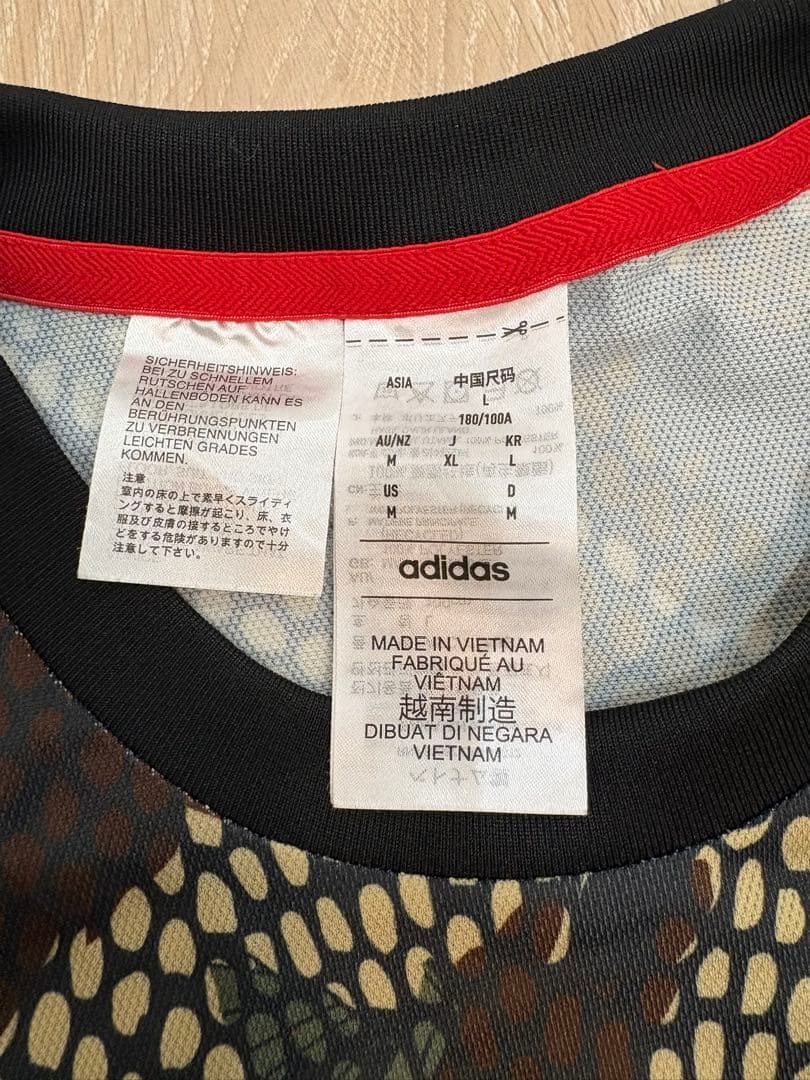 SICHERHEITSHINWEIS:
BEI ZU SCHNELLEM
RUTSCHEN AUF
HALLENBÖDEN KANN ES
AN DEN
BERÜHRUNGSPUNKTEN
ZU VERBRENNUNGEN
LEICHTEN GRADES
KOMMEN.
注意
室内の床の上で素早くスライディ
ングすると摩擦が起こり、床、衣
服及び皮膚の接するところでやけ
どをする危険がありますので十分
注意して下さい。
ASIA 中国尺码
L
180/100A
AU/NZ J KR
M XL L
US D
M M
adidas
MADE IN VIETNAM
FABRIQUÉ AU
VIÊTNAM
越南制造
DIBUAT DI NEGARA
VIETNAM